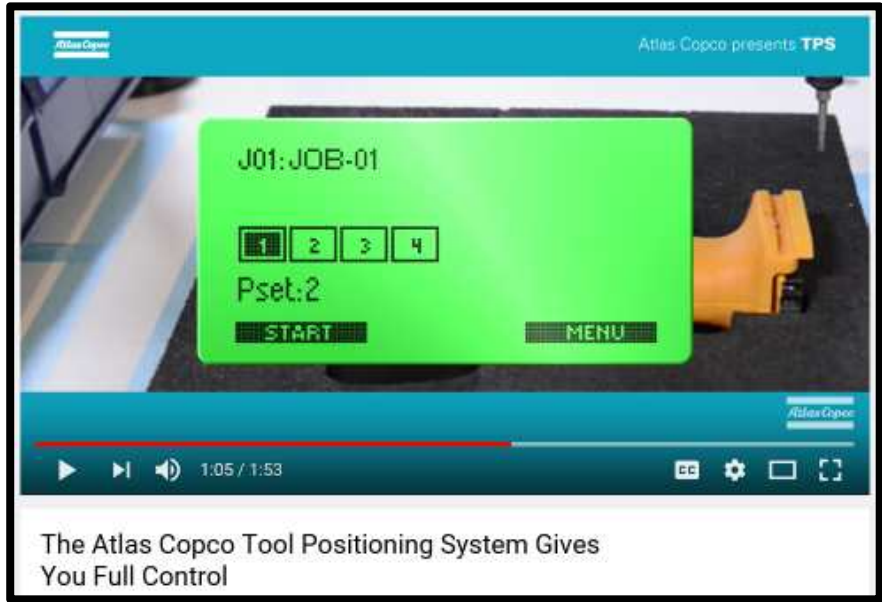 Atlas Copco
Atlas Copco presents TPS
J01:JOB-01
1 2 3 4
Pset:2
START MENU
Atlas Copco
1:05 / 1:53
CC
The Atlas Copco Tool Positioning System Gives
You Full Control